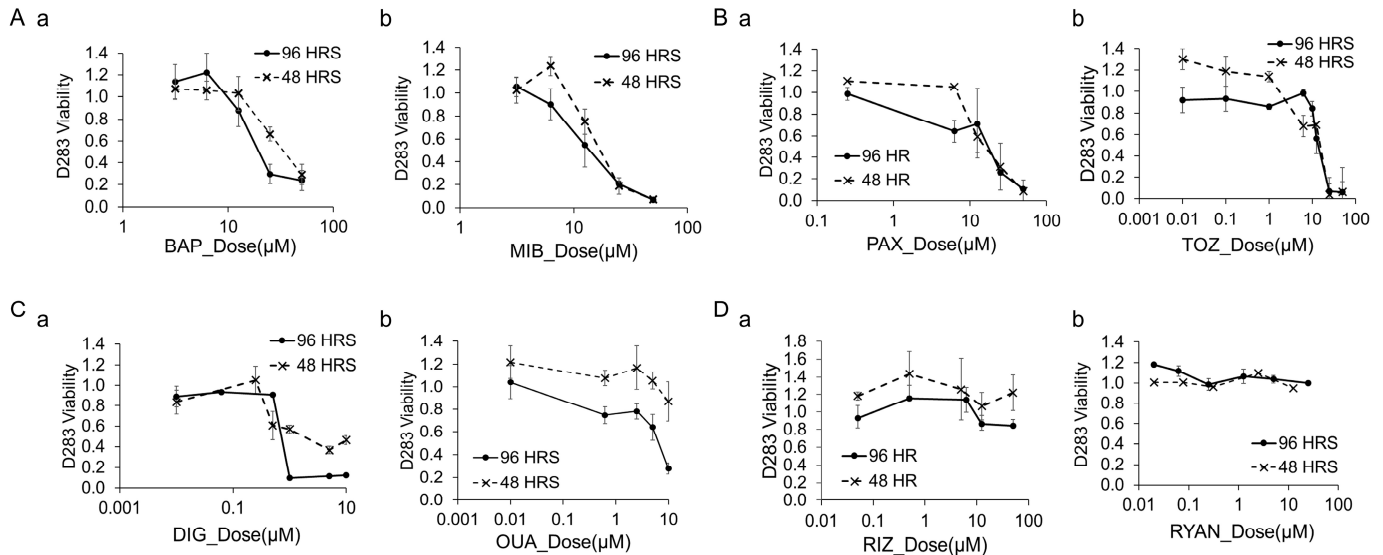 A a
1.4
1.2
1.0
0.8
0.6
0.4
0.2
0.0
D283 Viability
96 HRS
48 HRS
1 10 100
BAP_Dose(µM)
b
1.4
1.2
1.0
0.8
0.6
0.4
0.2
0.0
D283 Viability
96 HRS
48 HRS
1 10 100
MIB_Dose(µM)
B a
1.4
1.2
1.0
0.8
0.6
0.4
0.2
0.0
D283 Viability
96 HR
48 HR
0.1 1 10 100
PAX_Dose(µM)
b
1.4
1.2
1.0
0.8
0.6
0.4
0.2
0.0
D283 Viability
96 HRS
48 HRS
0.001 0.01 0.1 1 10 100
TOZ_Dose(µM)
C a
1.4
1.2
1.0
0.8
0.6
0.4
0.2
0.0
D283 Viability
96 HRS
48 HRS
0.001 0.1 10
DIG_Dose(µM)
b
1.4
1.2
1.0
0.8
0.6
0.4
0.2
0.0
D283 Viability
96 HRS
48 HRS
0.001 0.01 0.1 1 10
OUA_Dose(µM)
D a
1.8
1.6
1.4
1.2
1.0
0.8
0.6
0.4
0.2
0.0
D283 Viability
96 HR
48 HR
0.01 0.1 1 10 100
RIZ_Dose(µM)
b
1.4
1.2
1.0
0.8
0.6
0.4
0.2
0.0
D283 Viability
96 HRS
48 HRS
0.01 0.1 1 10 100
RYAN_Dose(µM)